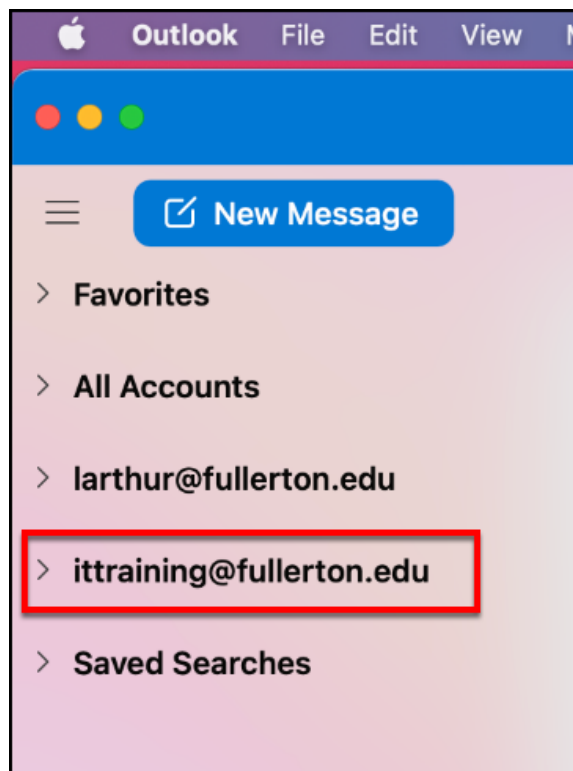 Outlook File Edit View
New Message
Favorites
All Accounts
larthur@fullerton.edu
ittraining@fullerton.edu
Saved Searches